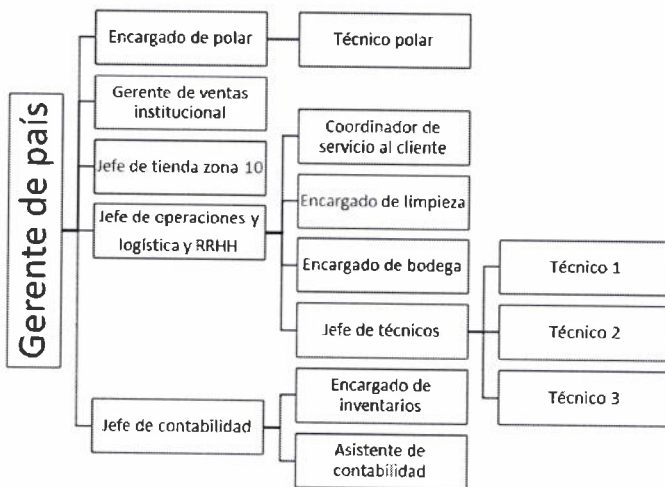 Gerente de país
Encargado de polar
Técnico polar
Gerente de ventas
institucional
Jefe de tienda zona 10
Jefe de operaciones y
logística y RRHH
Coordinador de
servicio al cliente
Encargado de limpieza
Encargado de bodega
Jefe de técnicos
Técnico 1
Técnico 2
Técnico 3
Jefe de contabilidad
Encargado de
inventarios
Asistente de
contabilidad